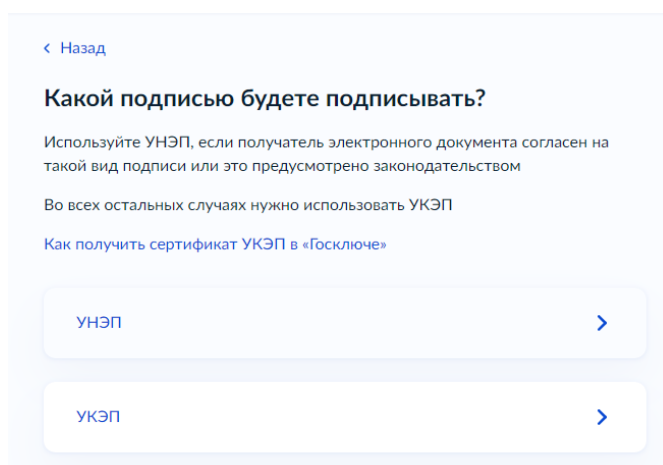 Назад
Какой подписью будете подписывать?
Используйте УНЭП, если получатель электронного документа согласен на
такой вид подписи или это предусмотрено законодательством
Во всех остальных случаях нужно использовать УКЭП
Как получить сертификат УКЭП в «Госключе»
УНЭП
УКЭП